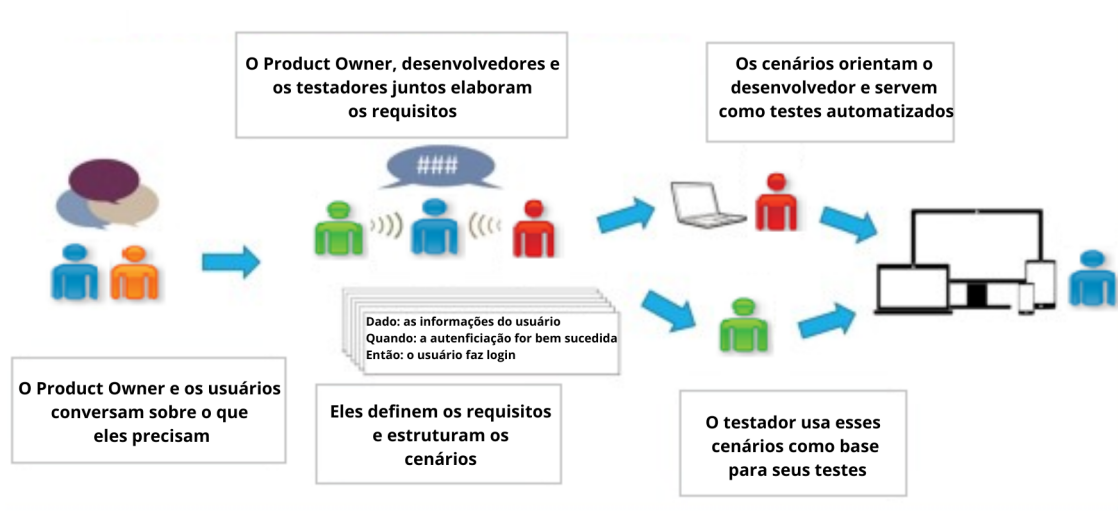 O Product Owner, desenvolvedores e
os testadores juntos elaboram
os requisitos
Os cenários orientam o
desenvolvedor e servem
como testes automatizados
###
Dado: as informações do usuário
Quando: a autenficiação for bem sucedida
Então: o usuário faz login
O Product Owner e os usuários
conversam sobre o que
eles precisam
Eles definem os requisitos
e estruturam os
cenários
O testador usa esses
cenários como base
para seus testes